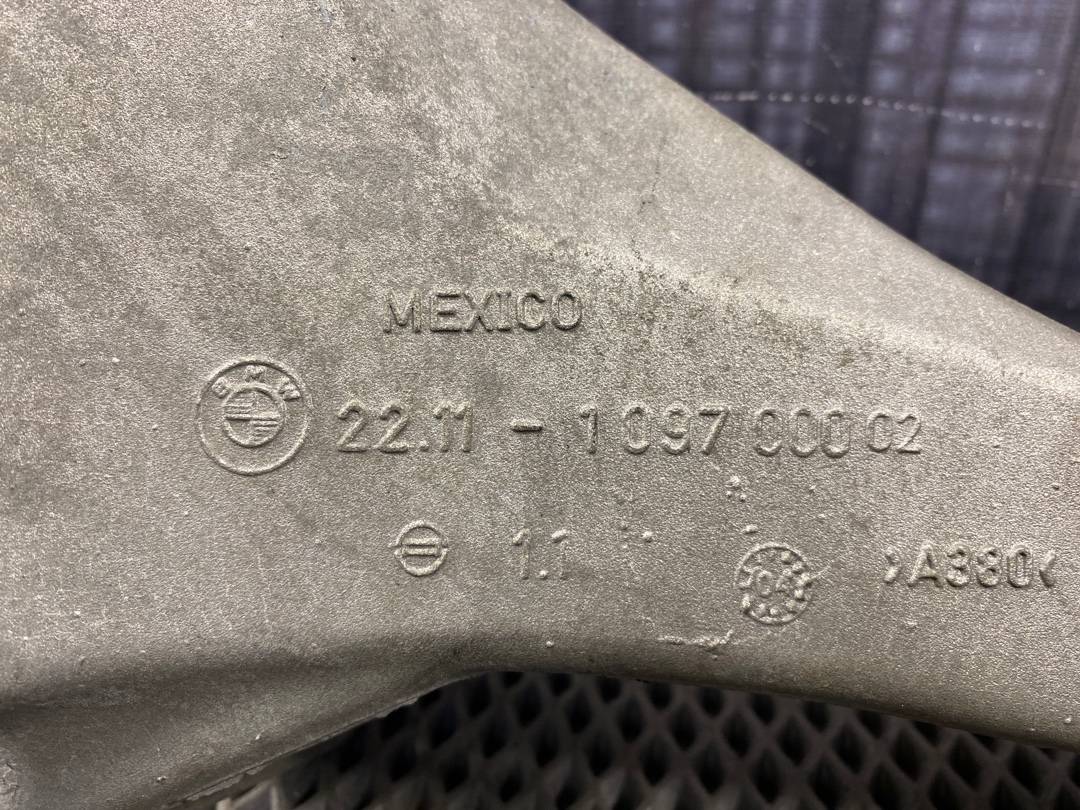 MEXICO
BMW 22.11 - 1 097 000 02
1.1 04 >A380<